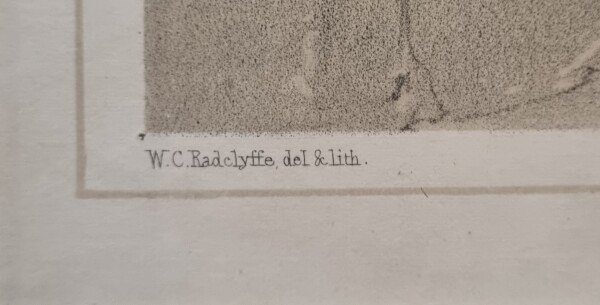 W.C.Radclyffe, del & lith.